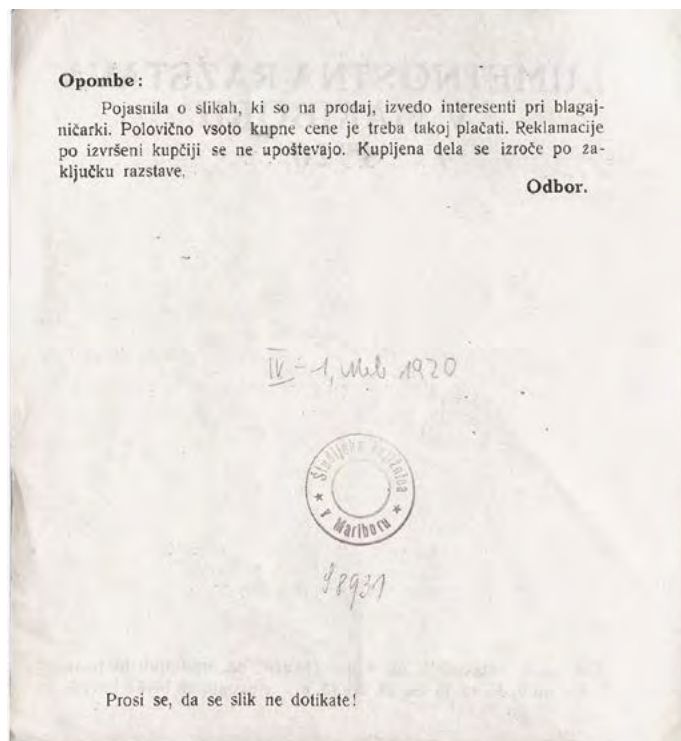 Opombe:
Pojasnila o slikah, ki so na prodaj, izvedo interesenti pri blagaj-
ničarki. Polovično vsoto kupne cene je treba takoj plačati. Reklamacije
po izvršeni kupčiji se ne upoštevajo. Kupljena dela se izroče po za-
ključku razstave.
Odbor.
IV-1, 1920
Študijska knjižnica
v Mariboru
Prosi se, da se slik ne dotikate!